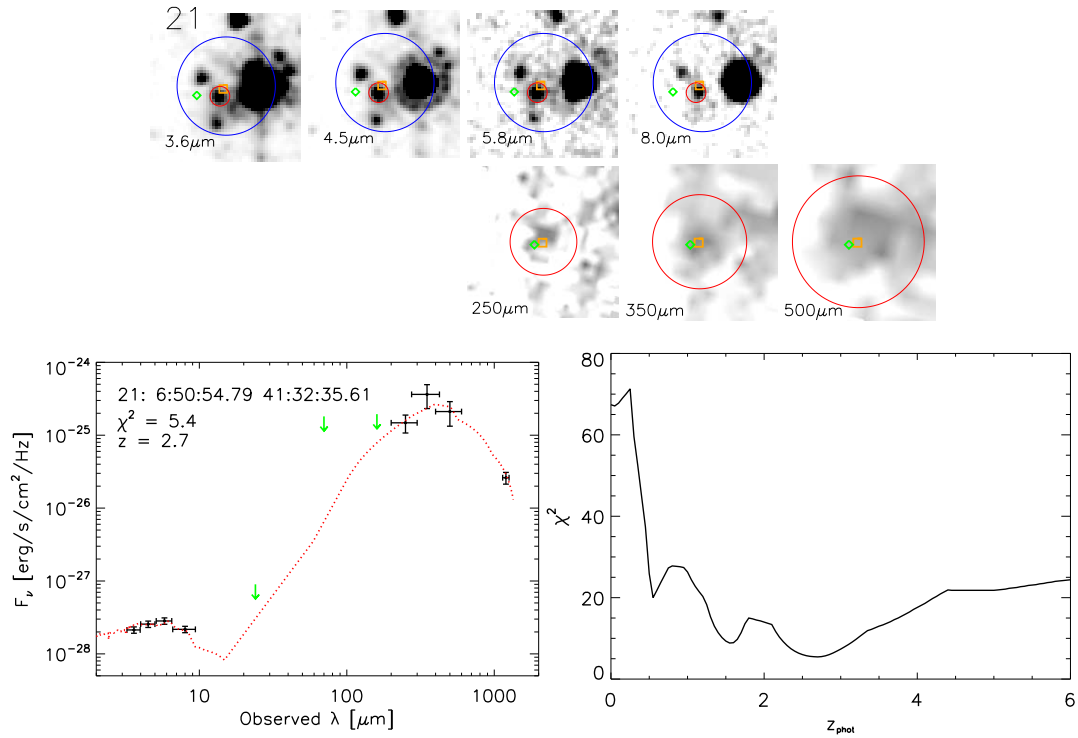 21
3.6μm
4.5μm
5.8μm
8.0μm
250μm
350μm
500μm
21: 6:50:54.79 41:32:35.61
χ² = 5.4
z = 2.7
10⁻²⁴
10⁻²⁵
10⁻²⁶
10⁻²⁷
10⁻²⁸
F_ν [erg/s/cm²/Hz]
10
100
1000
Observed λ [μm]
80
60
40
20
0
χ²
0
2
4
6
z_phot